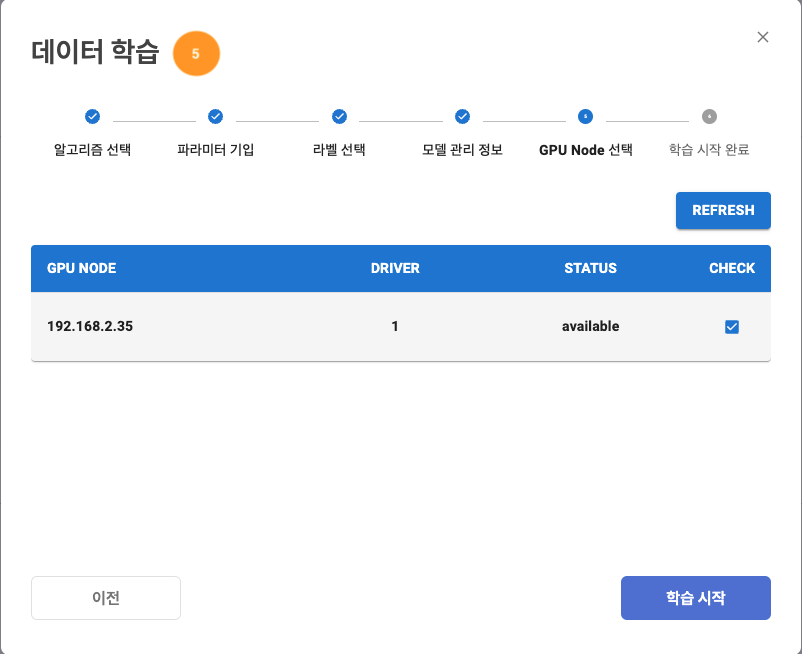 데이터 학습 5
알고리즘 선택 파라미터 기입 라벨 선택 모델 관리 정보 5 GPU Node 선택 6 학습 시작 완료
REFRESH
GPU NODE DRIVER STATUS CHECK
192.168.2.35 1 available
이전 학습 시작